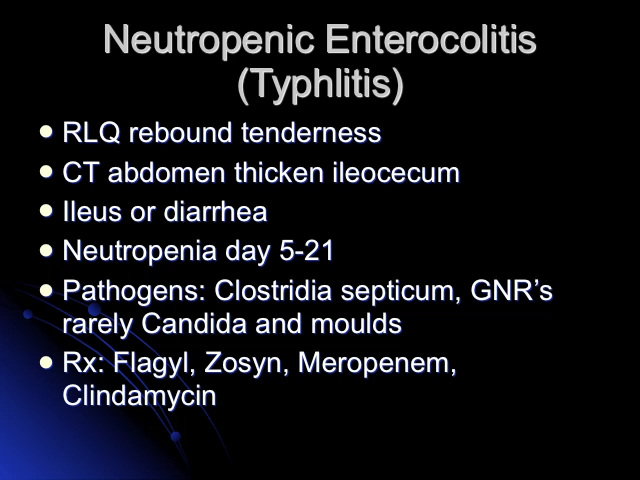 Neutropenic Enterocolitis
(Typhlitis)
RLQ rebound tenderness
CT abdomen thicken ileocecum
Ileus or diarrhea
Neutropenia day 5-21
Pathogens: Clostridia septicum, GNR’s
rarely Candida and moulds
Rx: Flagyl, Zosyn, Meropenem,
Clindamycin